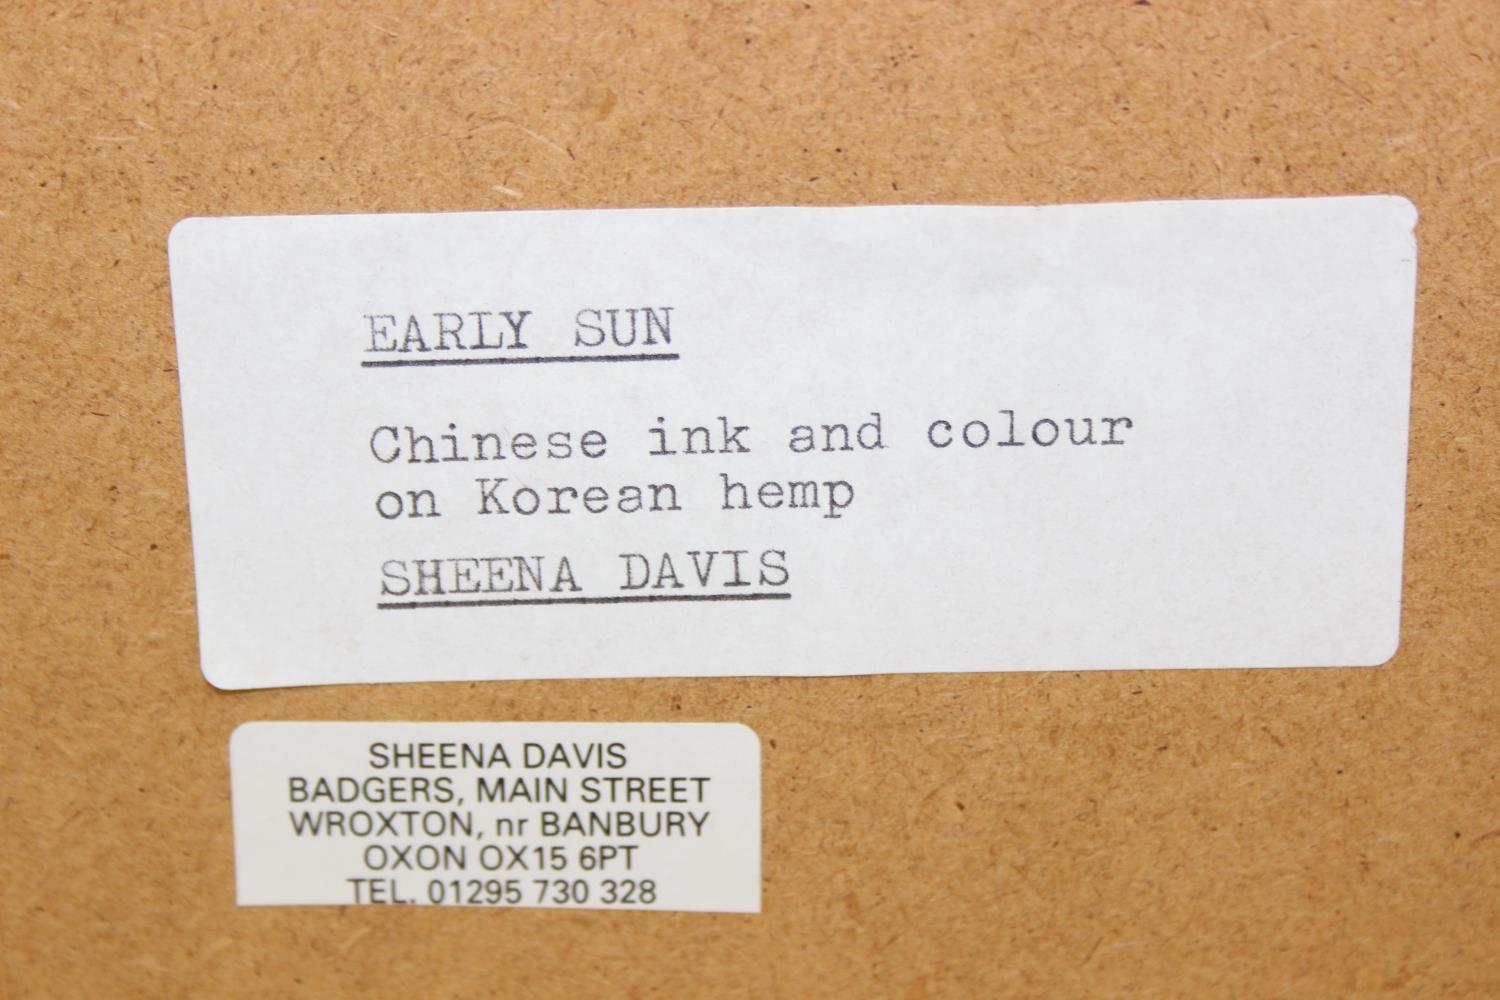 EARLY SUN
Chinese ink and colour
on Korean hemp
SHEENA DAVIS
SHEENA DAVIS
BADGERS, MAIN STREET
WROXTON, nr BANBURY
OXON OX15 6PT
TEL. 01295 730 328